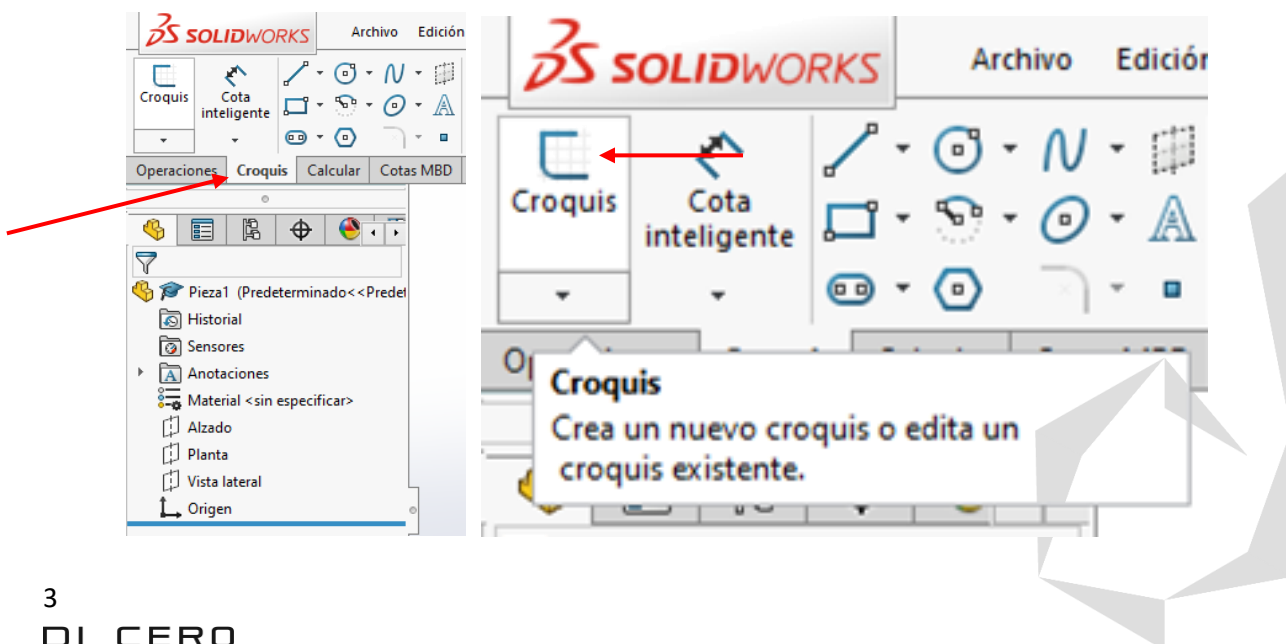 SOLIDWORKS Archivo Edición
Croquis Cota inteligente
Operaciones Croquis Calcular Cotas MBD
Pieza1 (Predeterminado<<Predet
Historial
Sensores
Anotaciones
Material <sin especificar>
Alzado
Planta
Vista lateral
Origen
SOLIDWORKS Archivo Edición
Croquis Cota inteligente
Croquis
Crea un nuevo croquis o edita un
croquis existente.
3